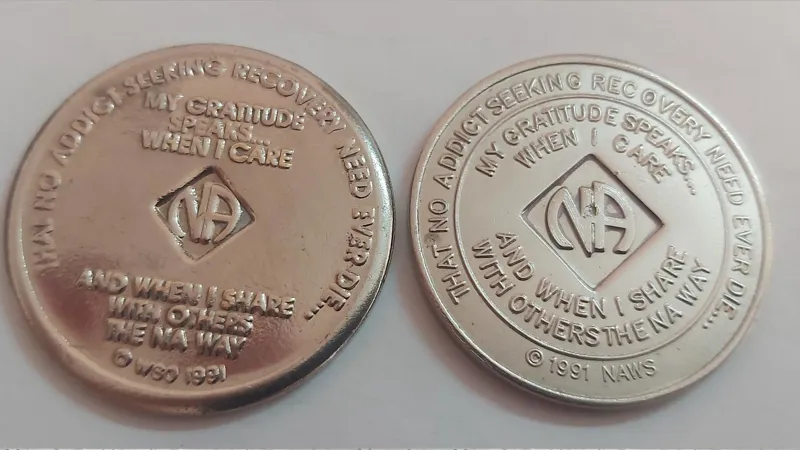 THAT NO ADDICT SEEKING RECOVERY NEED EVER DIE...
MY GRATITUDE
SPEAKS...
WHEN I CARE
NA
AND WHEN I SHARE
WITH OTHERS
THE NA WAY
© WSO 1991
THAT NO ADDICT SEEKING RECOVERY NEED EVER DIE...
MY GRATITUDE SPEAKS...
WHEN I CARE
NA
AND WHEN I SHARE
WITH OTHERS THE NA WAY
© 1991 NAWS